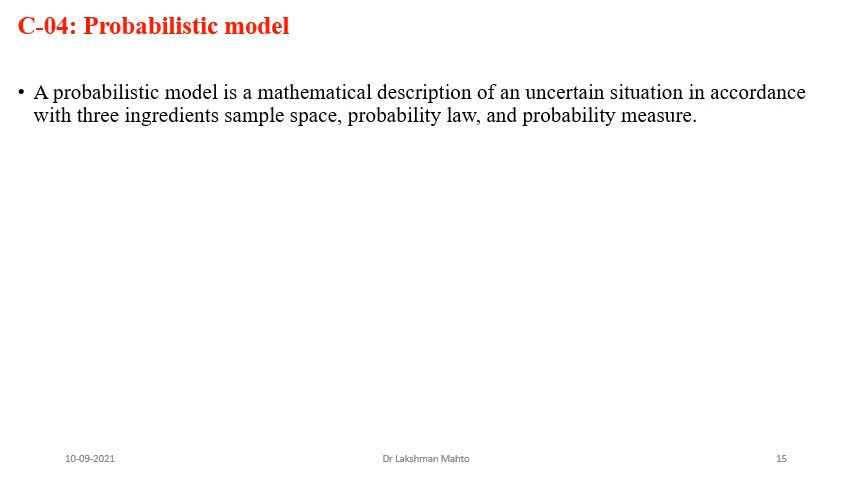 C-04: Probabilistic model
• A probabilistic model is a mathematical description of an uncertain situation in accordance
with three ingredients sample space, probability law, and probability measure.
10-09-2021
Dr Lakshman Mahto
15